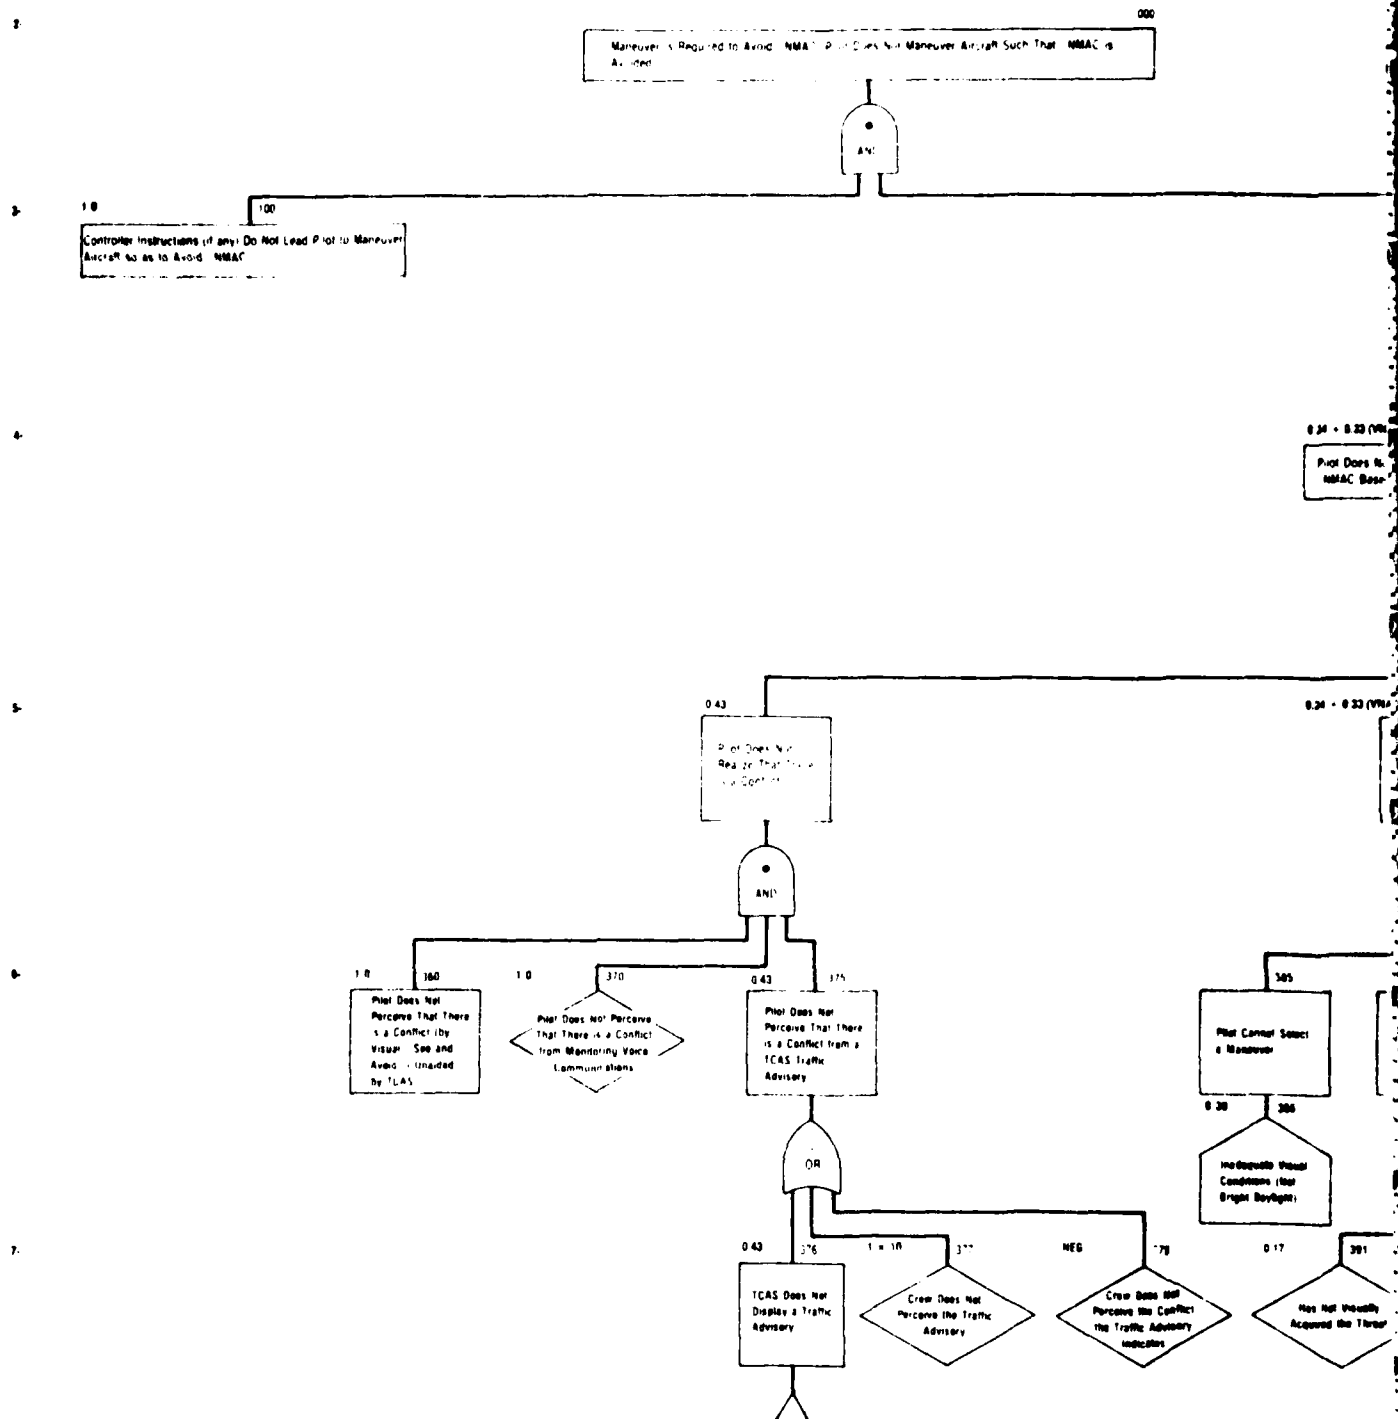 2-
000
Maneuver is Required to Avoid NMAC Pilot Does Not Maneuver Aircraft Such That NMAC is
Avoided
AND
3-
1.0
100
Controller Instructions (if any) Do Not Lead Pilot to Maneuver
Aircraft so as to Avoid NMAC
4-
Pilot Does
NMAC
5-
0.43
Pilot Does Not
Realize That There
is a Conflict
AND
6-
1.0
360
1.0
370
0.43
375
385
Pilot Does Not
Perceive That There
is a Conflict (by
Visual See and
Avoid Unaided
by TCAS
Pilot Does Not Perceive
That There is a Conflict
from Monitoring Voice
Communications
Pilot Does Not
Perceive That There
is a Conflict from a
TCAS Traffic
Advisory
Pilot Cannot Select
a Maneuver
0.30
386
OR
Inadequate Visual
Conditions (Not
Bright Daylight)
7-
0.43
376
NEG
0.17
391
TCAS Does Not
Display a Traffic
Advisory
Crew Does Not
Perceive the Traffic
Advisory
Crew Does Not
Perceive the Conflict
the Traffic Advisory
Indicates
Has Not Visually
Acquired the Threat